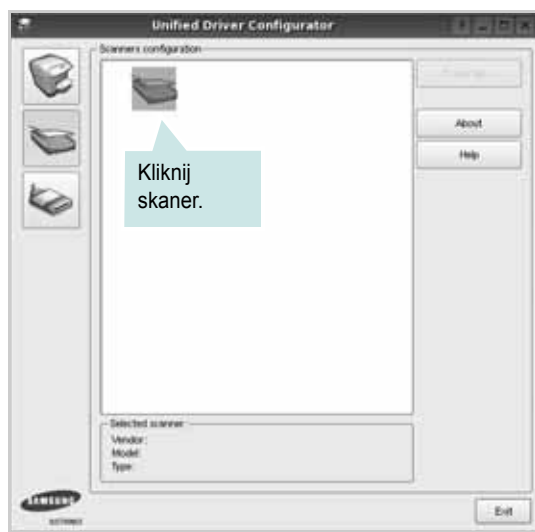 Unified Driver Configurator
Scanners configuration
About
Help
Kliknij
skaner.
Selected scanner
Vendor:
Model:
Type:
SAMSUNG
Exit